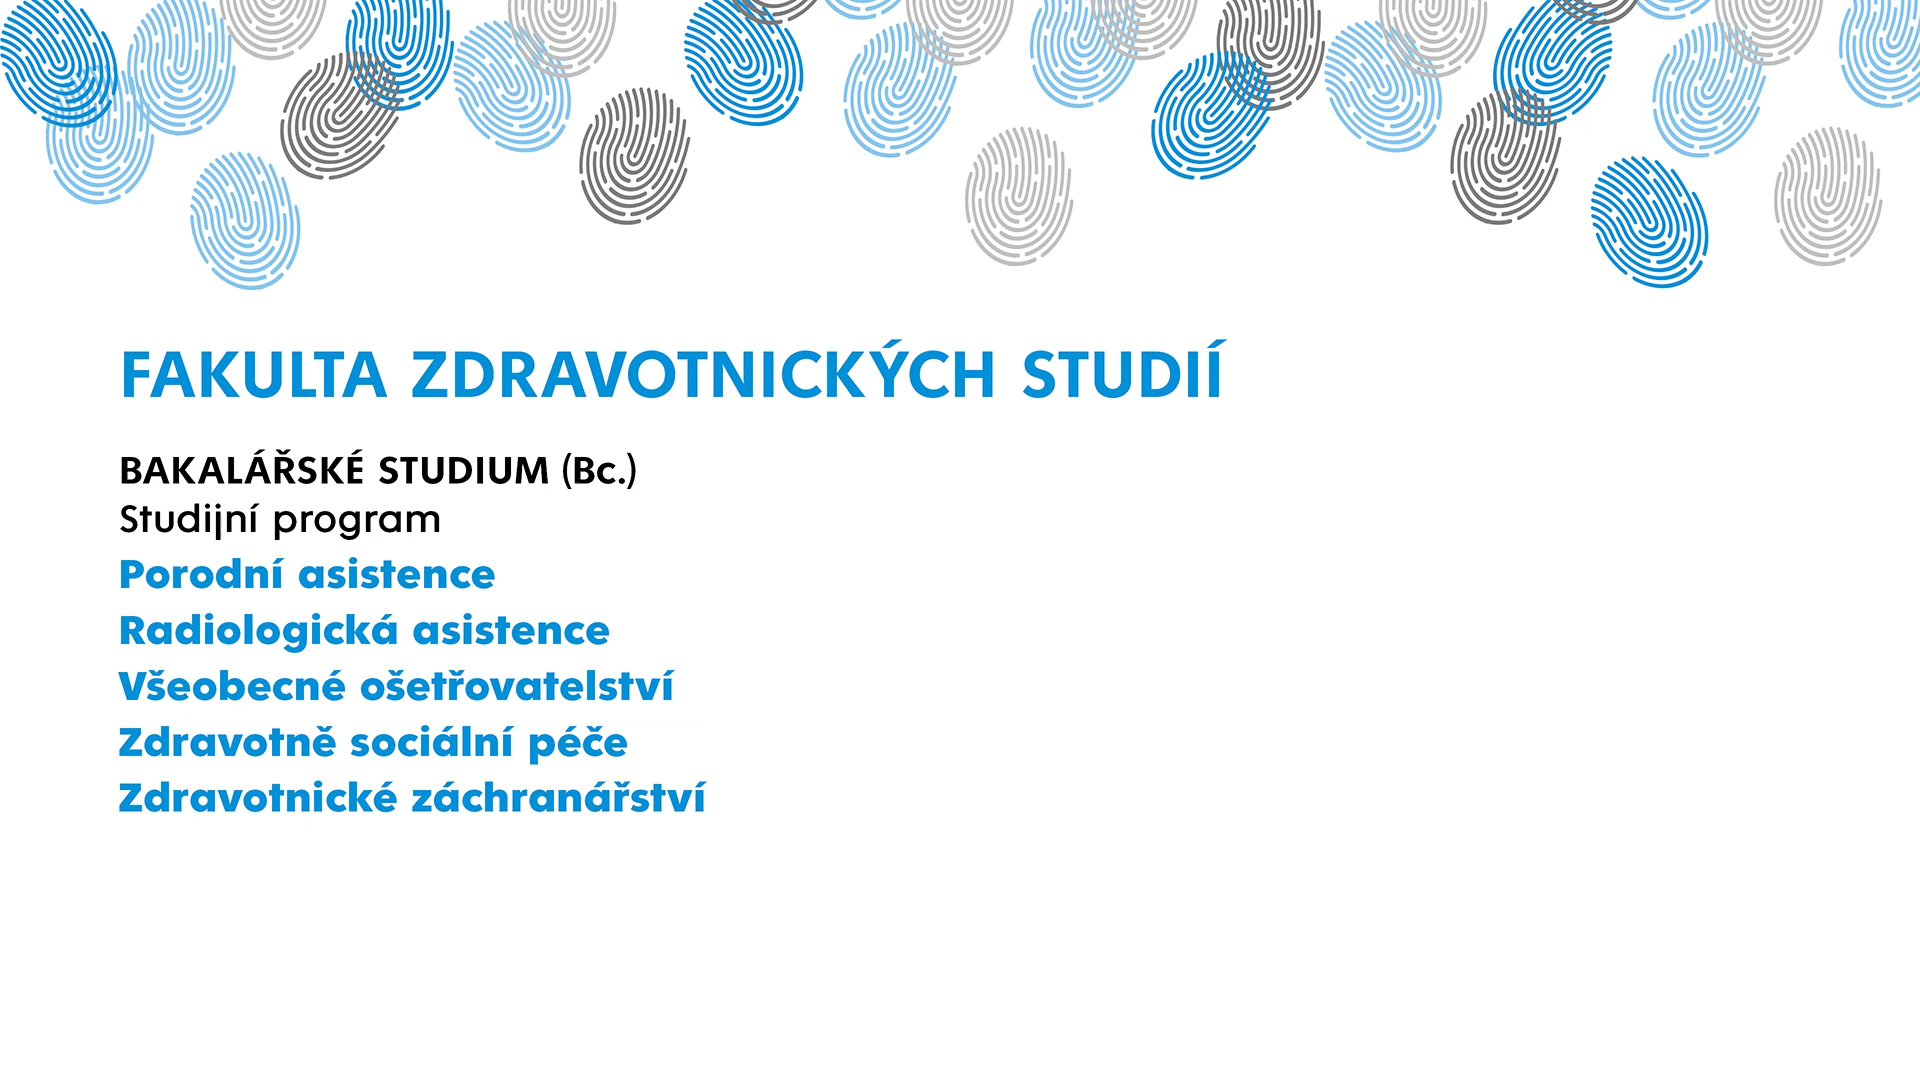 FAKULTA ZDRAVOTNICKÝCH STUDIÍ
BAKALÁŘSKÉ STUDIUM (Bc.)
Studijní program
Porodní asistence
Radiologická asistence
Všeobecné ošetřovatelství
Zdravotně sociální péče
Zdravotnické záchranářství